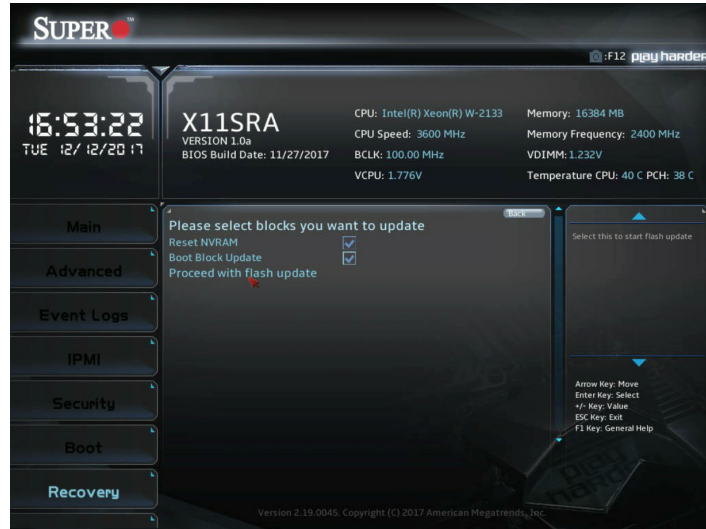 SUPER
TM
:F12 play harder
16:53:22
TUE 12/12/2017
X11SRA
VERSION 1.0a
BIOS Build Date: 11/27/2017
CPU: Intel(R) Xeon(R) W-2133
CPU Speed: 3600 MHz
BCLK: 100.00 MHz
VCPU: 1.776V
Memory: 16384 MB
Memory Frequency: 2400 MHz
VDIMM: 1.232V
Temperature CPU: 40 C PCH: 38 C
Main
Advanced
Event Logs
IPMI
Security
Boot
Recovery
Back
Please select blocks you want to update
Reset NVRAM
Boot Block Update
Proceed with flash update
Select this to start flash update
Arrow Key: Move
Enter Key: Select
+/- Key: Value
ESC Key: Exit
F1 Key: General Help
play
harder
Version 2.19.0045. Copyright (C) 2017 American Megatrends, Inc.